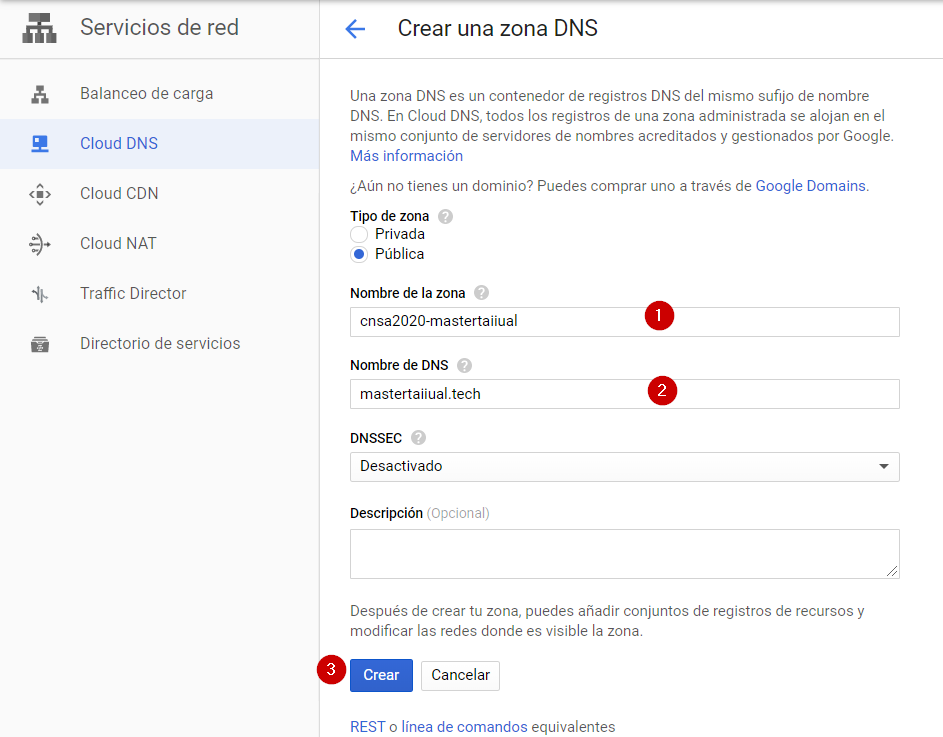 Servicios de red
Balanceo de carga
Cloud DNS
Cloud CDN
Cloud NAT
Traffic Director
Directorio de servicios
Crear una zona DNS
Una zona DNS es un contenedor de registros DNS del mismo sufijo de nombre
DNS. En Cloud DNS, todos los registros de una zona administrada se alojan en el
mismo conjunto de servidores de nombres acreditados y gestionados por Google.
Más información
¿Aún no tienes un dominio? Puedes comprar uno a través de Google Domains.
Tipo de zona ?
Privada
Pública
Nombre de la zona ?
cnsa2020-mastertaiiual 1
Nombre de DNS ?
mastertaiiual.tech 2
DNSSEC ?
Desactivado
Descripción (Opcional)
Después de crear tu zona, puedes añadir conjuntos de registros de recursos y
modificar las redes donde es visible la zona.
3 Crear Cancelar
REST o línea de comandos equivalentes